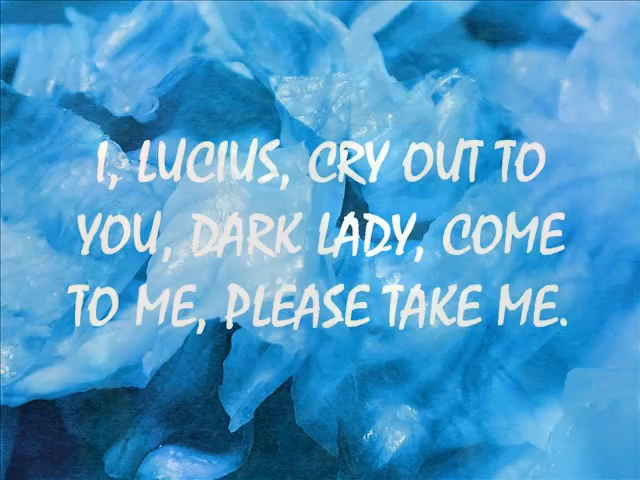 I, LUCIUS, CRY OUT TO
YOU, DARK LADY, COME
TO ME, PLEASE TAKE ME.